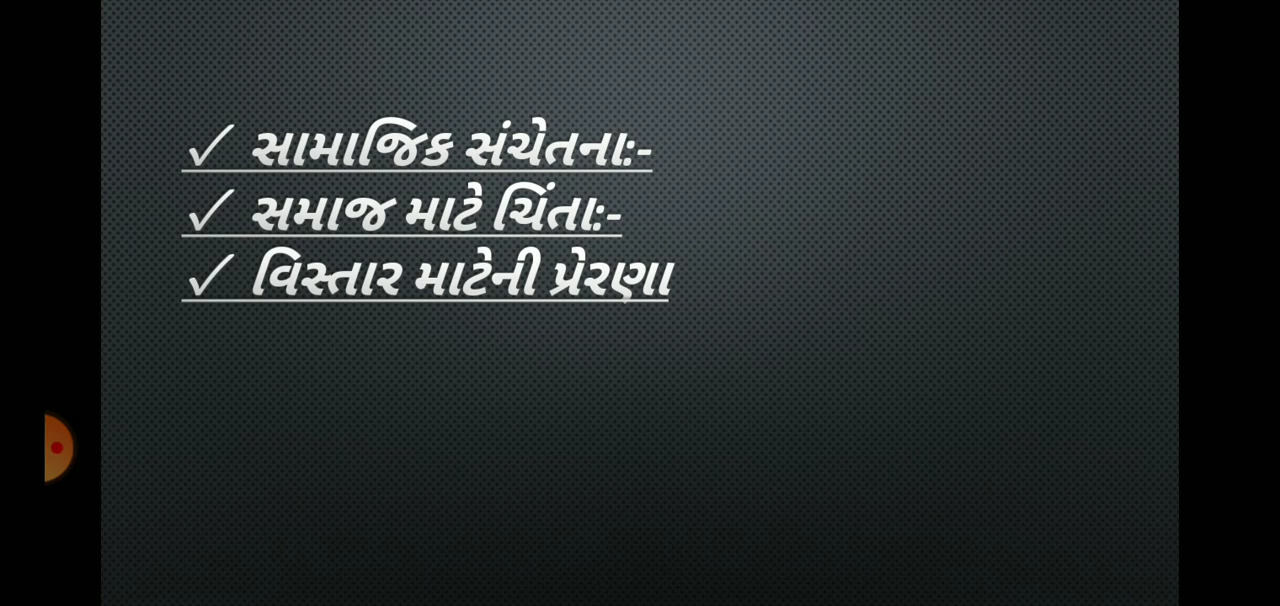 ✓ સામાજિક સંચેતનાઃ-
✓ સમાજ માટે ચિંતાઃ-
✓ વિસ્તાર માટેની પ્રેરણા